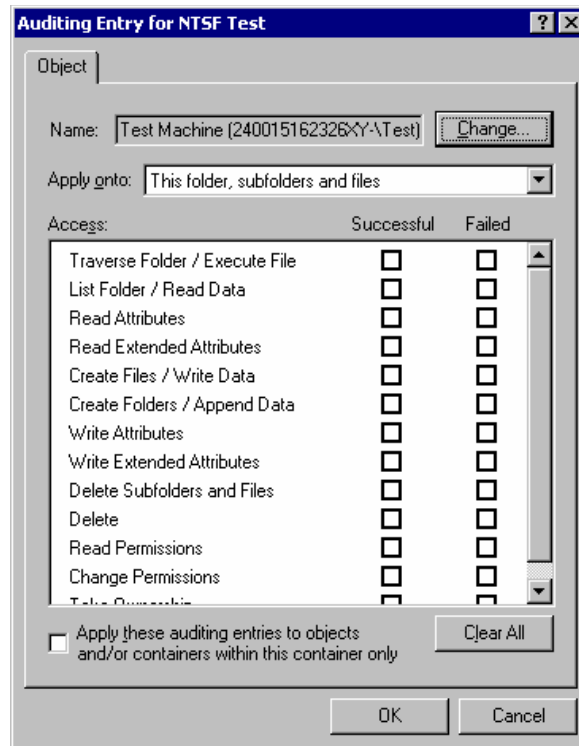 Auditing Entry for NTSF Test
Object
Name: Test Machine (240015162326XY-\Test) Change...
Apply onto: This folder, subfolders and files
Access: Successful Failed
Traverse Folder / Execute File
List Folder / Read Data
Read Attributes
Read Extended Attributes
Create Files / Write Data
Create Folders / Append Data
Write Attributes
Write Extended Attributes
Delete Subfolders and Files
Delete
Read Permissions
Change Permissions
Take Ownership
Apply these auditing entries to objects Clear All
and/or containers within this container only
OK Cancel